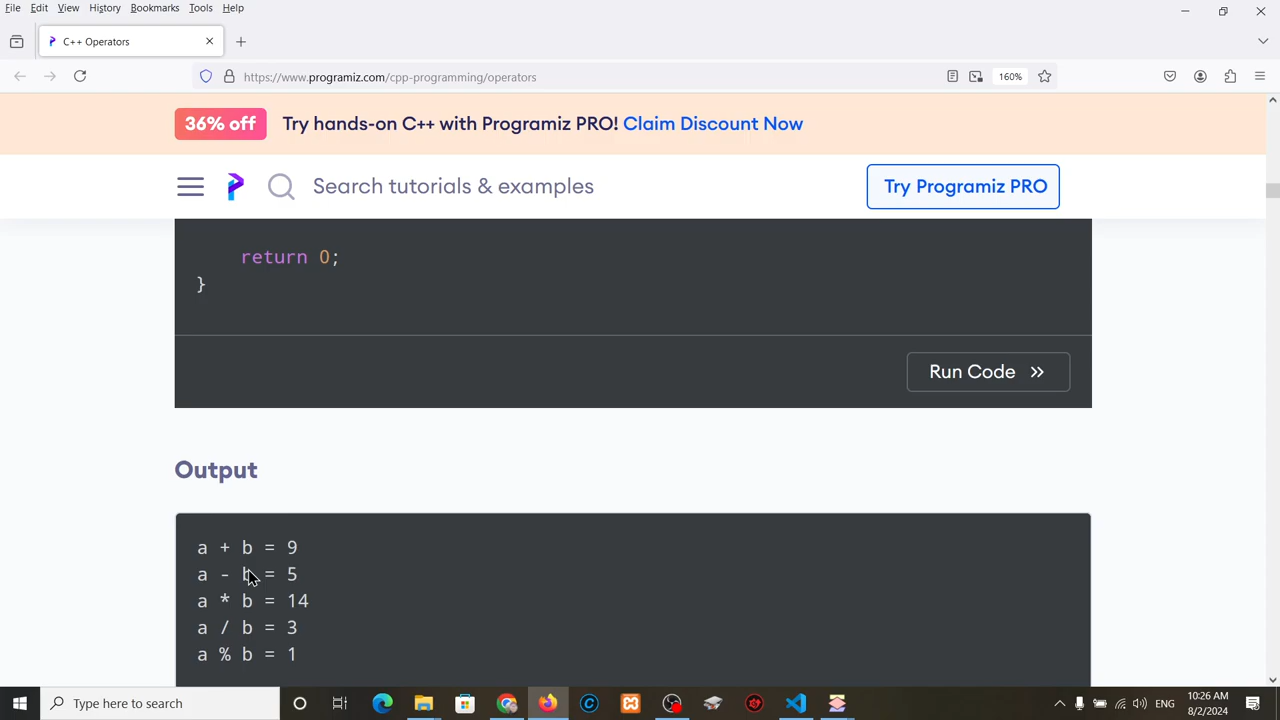 File Edit View History Bookmarks Tools Help
C++ Operators
https://www.programiz.com/cpp-programming/operators
160%
36% off Try hands-on C++ with Programiz PRO! Claim Discount Now
Search tutorials & examples
Try Programiz PRO
return 0;
}
Run Code
Output
a + b = 9
a - b = 5
a * b = 14
a / b = 3
a % b = 1
Type here to search
ENG
10:26 AM
8/2/2024